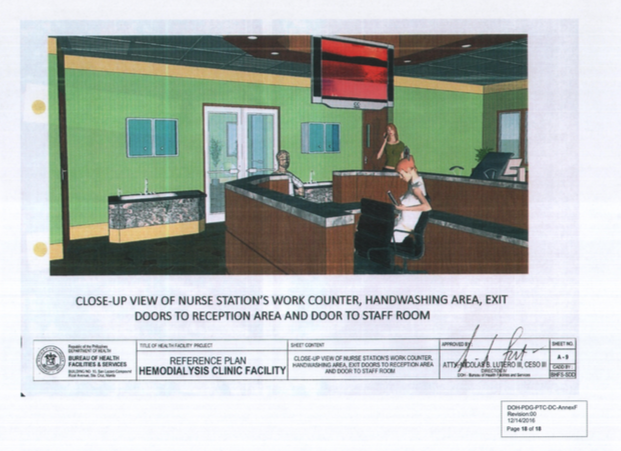 CLOSE-UP VIEW OF NURSE STATION'S WORK COUNTER, HANDWASHING AREA, EXIT
DOORS TO RECEPTION AREA AND DOOR TO STAFF ROOM
Republic of the Philippines
DEPARTMENT OF HEALTH
BUREAU OF HEALTH
FACILITIES & SERVICES
TITLE OF HEALTH FACILITY PROJECT
REFERENCE PLAN
HEMODIALYSIS CLINIC FACILITY
SHEET CONTENT
CLOSE-UP VIEW OF NURSE STATION'S WORK COUNTER,
HANDWASHING AREA, EXIT DOORS TO RECEPTION AREA
AND DOOR TO STAFF ROOM
APPROVED BY
ATTY. NICOLAS B. LUTERO III, CESO III
DIRECTOR IV
DOH - Bureau of Health Facilities and Services
SHEET NO.
A - 9
CADD BY
BHFS-SDD
DOH-PDG-PTC-DC-AnnexF
Revision:00
12/14/2016
Page 18 of 18